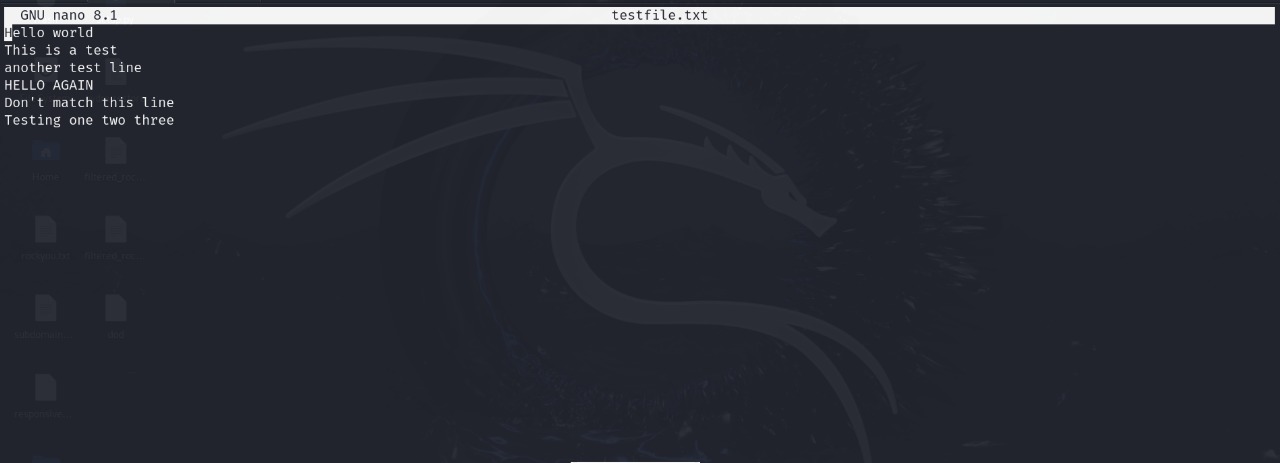 GNU nano 8.1 testfile.txt
Hello world
This is a test
another test line
HELLO AGAIN
Don't match this line
Testing one two three
Home